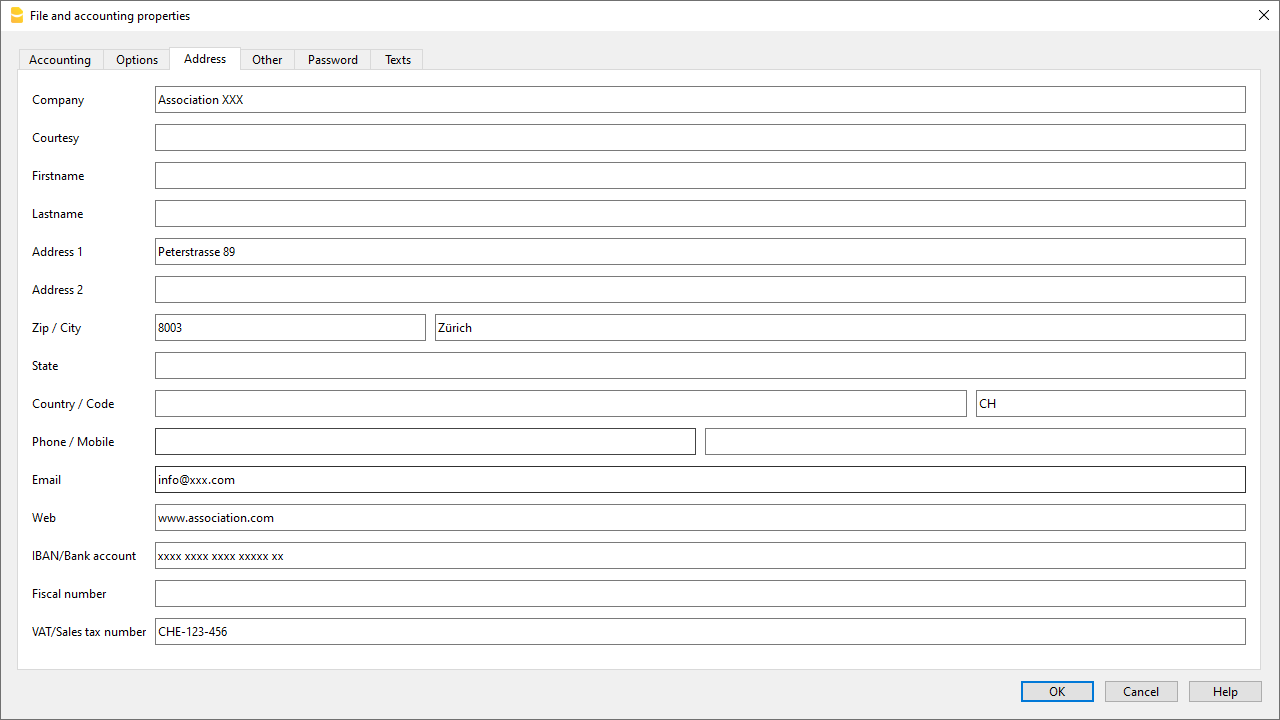 File and accounting properties
Accounting Options Address Other Password Texts
Company Association XXX
Courtesy
Firstname
Lastname
Address 1 Peterstrasse 89
Address 2
Zip / City 8003 Zürich
State
Country / Code CH
Phone / Mobile
Email info@xxx.com
Web www.association.com
IBAN/Bank account xxxx xxxx xxxx xxxxx xx
Fiscal number
VAT/Sales tax number CHE-123-456
OK Cancel Help